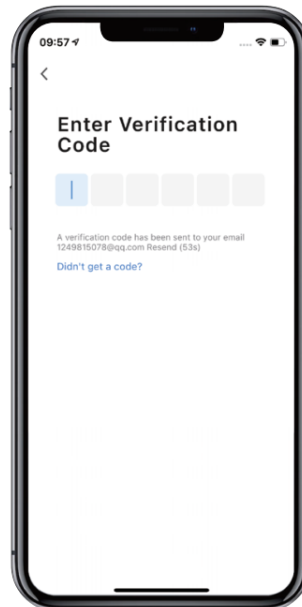 09:57
Enter Verification
Code
A verification code has been sent to your email
1249815078@qq.com Resend (53s)
Didn't get a code?